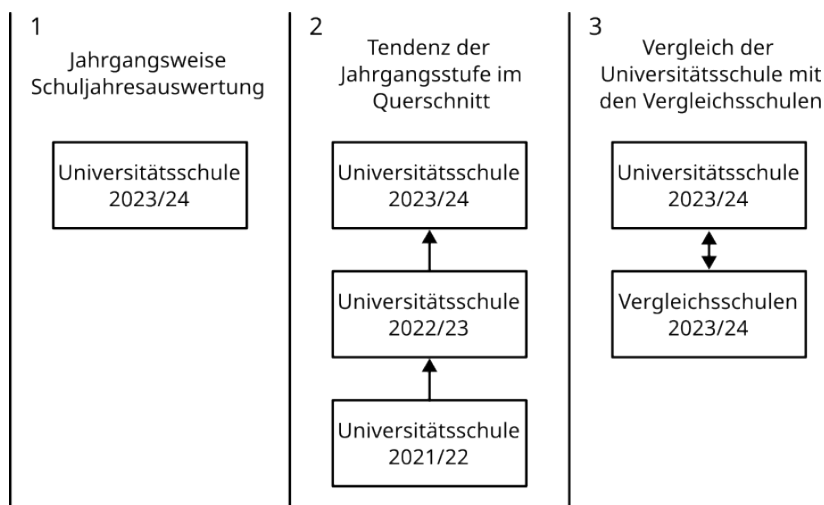 1
Jahrgangsweise
Schuljahresauswertung
Universitätsschule
2023/24
2
Tendenz der
Jahrgangsstufe im
Querschnitt
Universitätsschule
2023/24
Universitätsschule
2022/23
Universitätsschule
2021/22
3
Vergleich der
Universitätsschule mit
den Vergleichsschulen
Universitätsschule
2023/24
Vergleichsschulen
2023/24